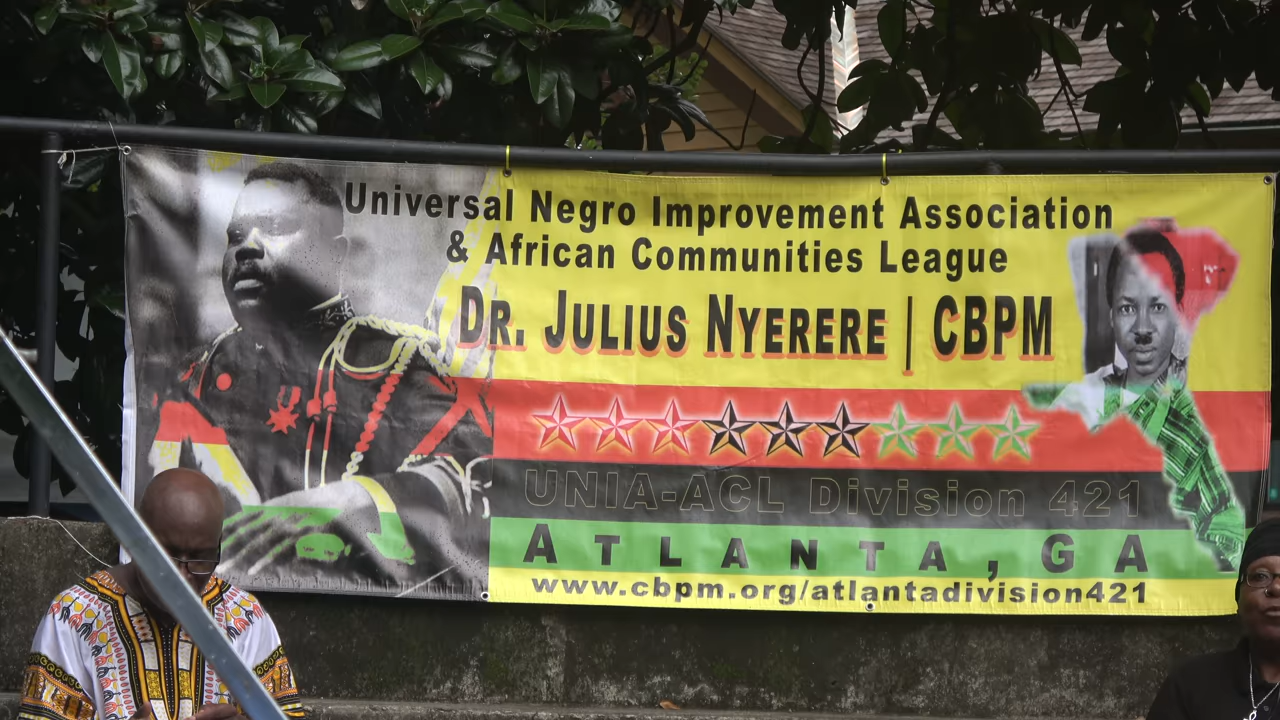 Universal Negro Improvement Association
& African Communities League
DR. JULIUS NYERERE | CBPM
UNIA-ACL Division 421
ATLANTA, GA
www.cbpm.org/atlantadivision421